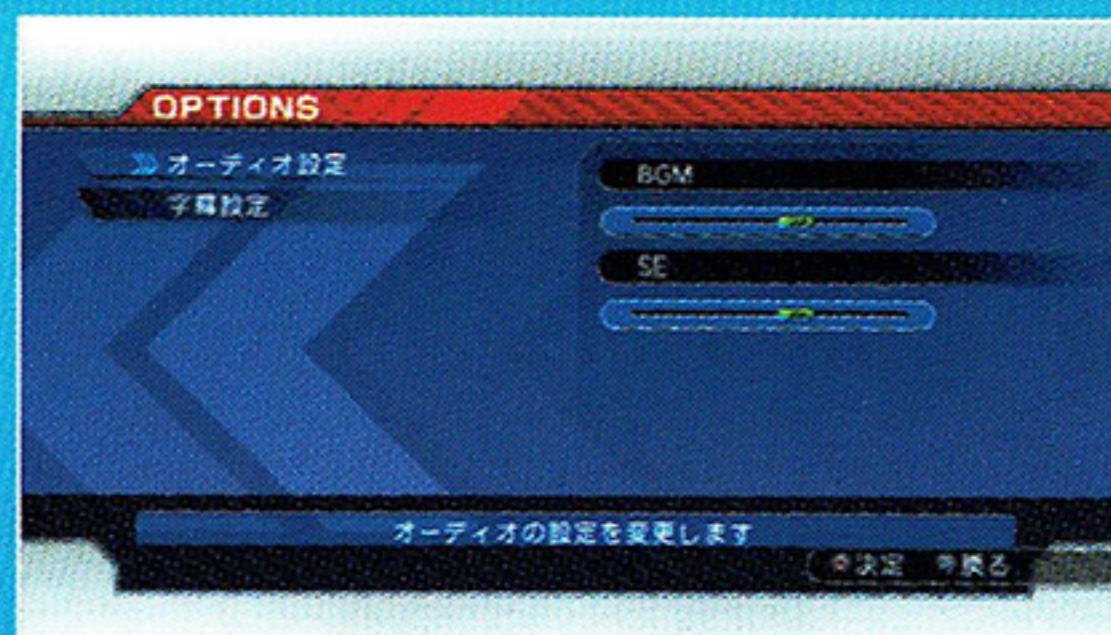 OPTIONS
オーディオ設定
字幕設定
BGM
SE
オーディオの設定を変更します
決定 戻る